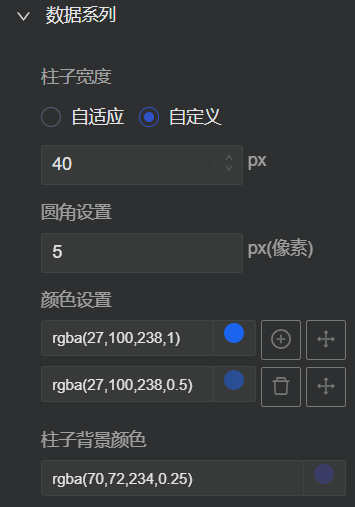 数据系列
柱子宽度
自适应 自定义
40 px
圆角设置
5 px(像素)
颜色设置
rgba(27,100,238,1)
rgba(27,100,238,0.5)
柱子背景颜色
rgba(70,72,234,0.25)